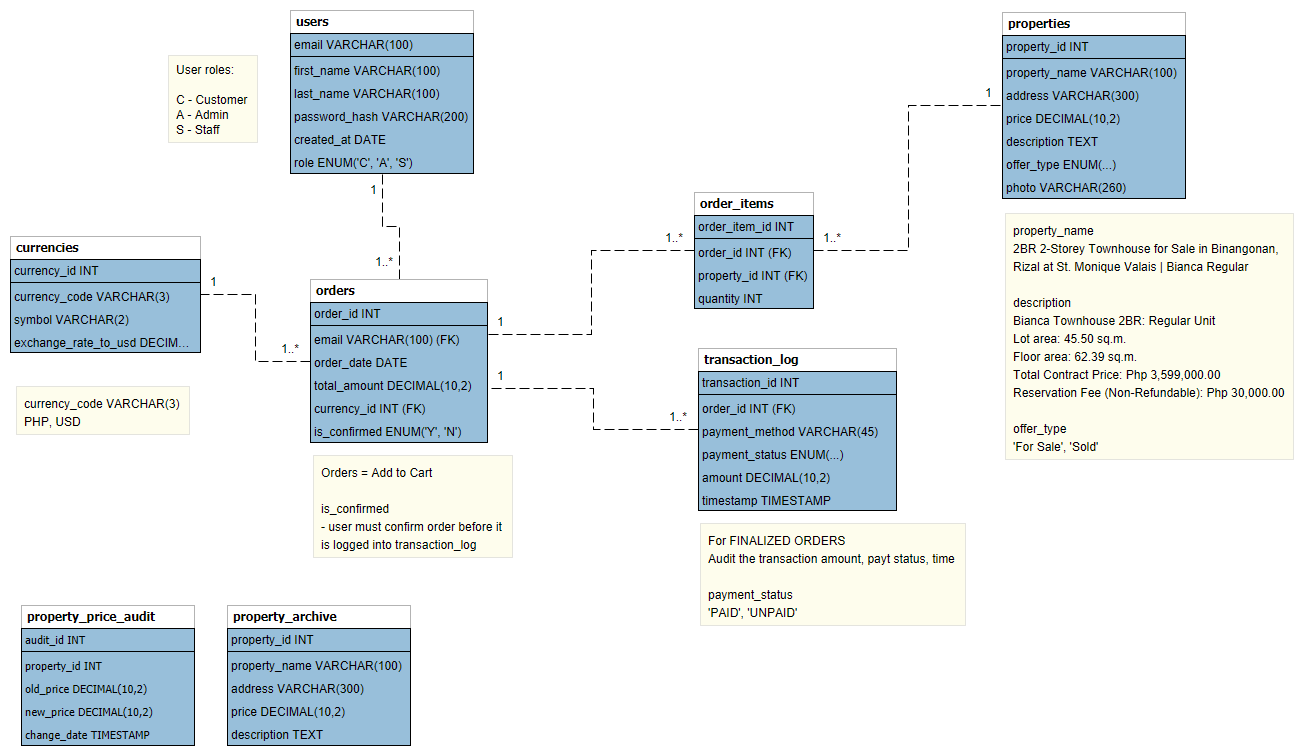 users
email VARCHAR(100)
first_name VARCHAR(100)
last_name VARCHAR(100)
password_hash VARCHAR(200)
created_at DATE
role ENUM('C', 'A', 'S')
User roles:
C - Customer
A - Admin
S - Staff
1
1..*
currencies
currency_id INT
currency_code VARCHAR(3)
symbol VARCHAR(2)
exchange_rate_to_usd DECIM...
1
1..*
currency_code VARCHAR(3)
PHP, USD
orders
order_id INT
email VARCHAR(100) (FK)
order_date DATE
total_amount DECIMAL(10,2)
currency_id INT (FK)
is_confirmed ENUM('Y', 'N')
1
1..*
1
1..*
Orders = Add to Cart
is_confirmed
- user must confirm order before it
is logged into transaction_log
order_items
order_item_id INT
order_id INT (FK)
property_id INT (FK)
quantity INT
1..*
1
transaction_log
transaction_id INT
order_id INT (FK)
payment_method VARCHAR(45)
payment_status ENUM(...)
amount DECIMAL(10,2)
timestamp TIMESTAMP
For FINALIZED ORDERS
Audit the transaction amount, payt status, time
payment_status
'PAID', 'UNPAID'
properties
property_id INT
property_name VARCHAR(100)
address VARCHAR(300)
price DECIMAL(10,2)
description TEXT
offer_type ENUM(...)
photo VARCHAR(260)
property_name
2BR 2-Storey Townhouse for Sale in Binangonan,
Rizal at St. Monique Valais | Bianca Regular
description
Bianca Townhouse 2BR: Regular Unit
Lot area: 45.50 sq.m.
Floor area: 62.39 sq.m.
Total Contract Price: Php 3,599,000.00
Reservation Fee (Non-Refundable): Php 30,000.00
offer_type
'For Sale', 'Sold'
property_price_audit
audit_id INT
property_id INT
old_price DECIMAL(10,2)
new_price DECIMAL(10,2)
change_date TIMESTAMP
property_archive
property_id INT
property_name VARCHAR(100)
address VARCHAR(300)
price DECIMAL(10,2)
description TEXT